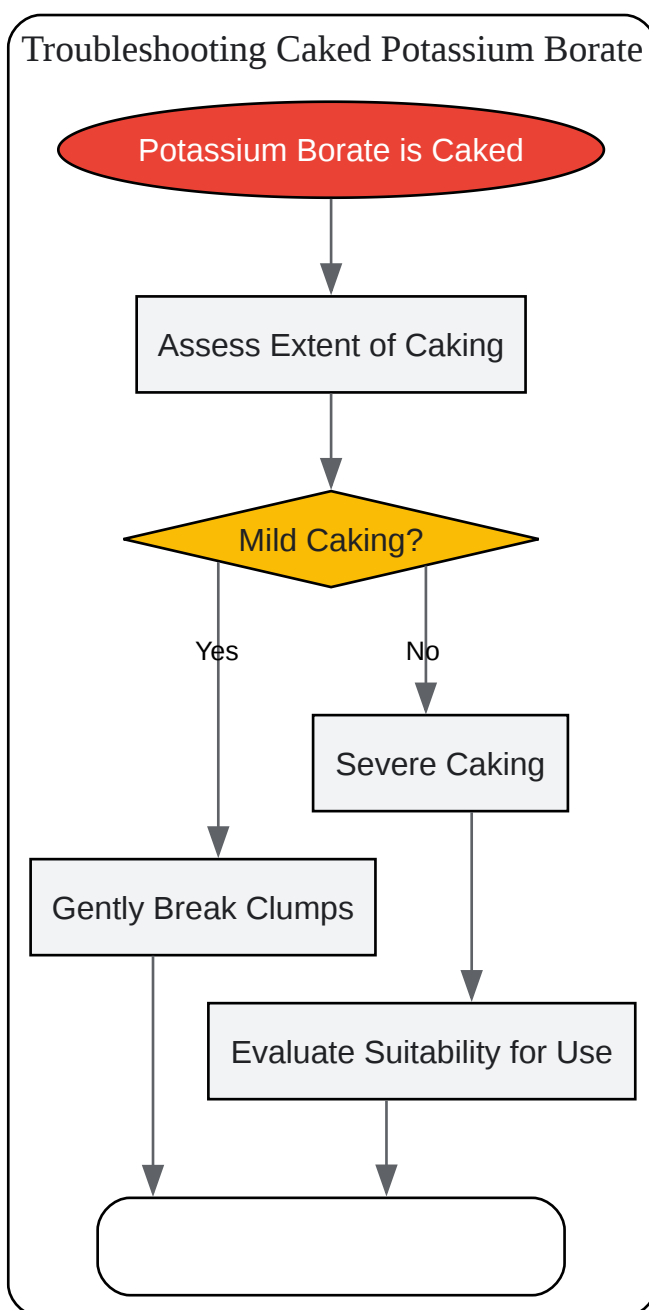 Troubleshooting Caked Potassium Borate
Potassium Borate is Caked
Assess Extent of Caking
Mild Caking?
Yes
No
Severe Caking
Gently Break Clumps
Evaluate Suitability for Use